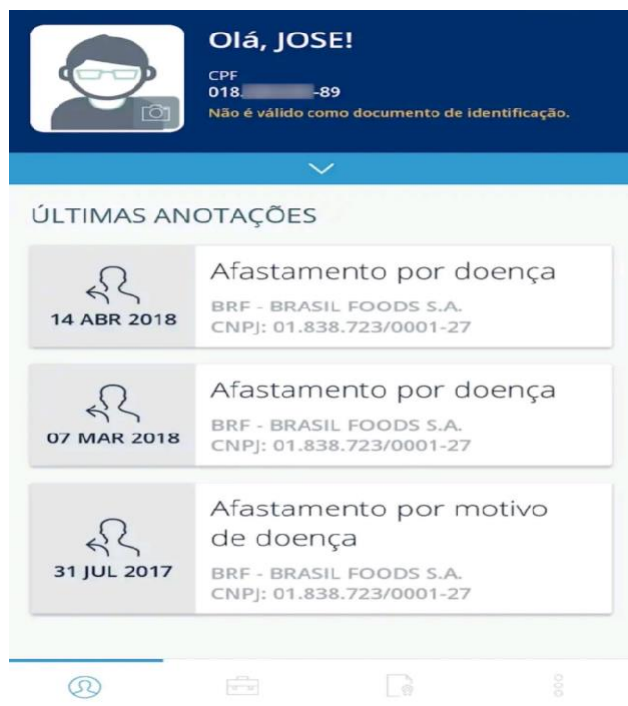 Olá, JOSE!
CPF
018. -89
Não é válido como documento de identificação.
ÚLTIMAS ANOTAÇÕES
Afastamento por doença
BRF - BRASIL FOODS S.A.
14 ABR 2018
CNPJ: 01.838.723/0001-27
Afastamento por doença
BRF - BRASIL FOODS S.A.
07 MAR 2018
CNPJ: 01.838.723/0001-27
Afastamento por motivo
de doença
31 JUL 2017
BRF - BRASIL FOODS S.A.
CNPJ: 01.838.723/0001-27